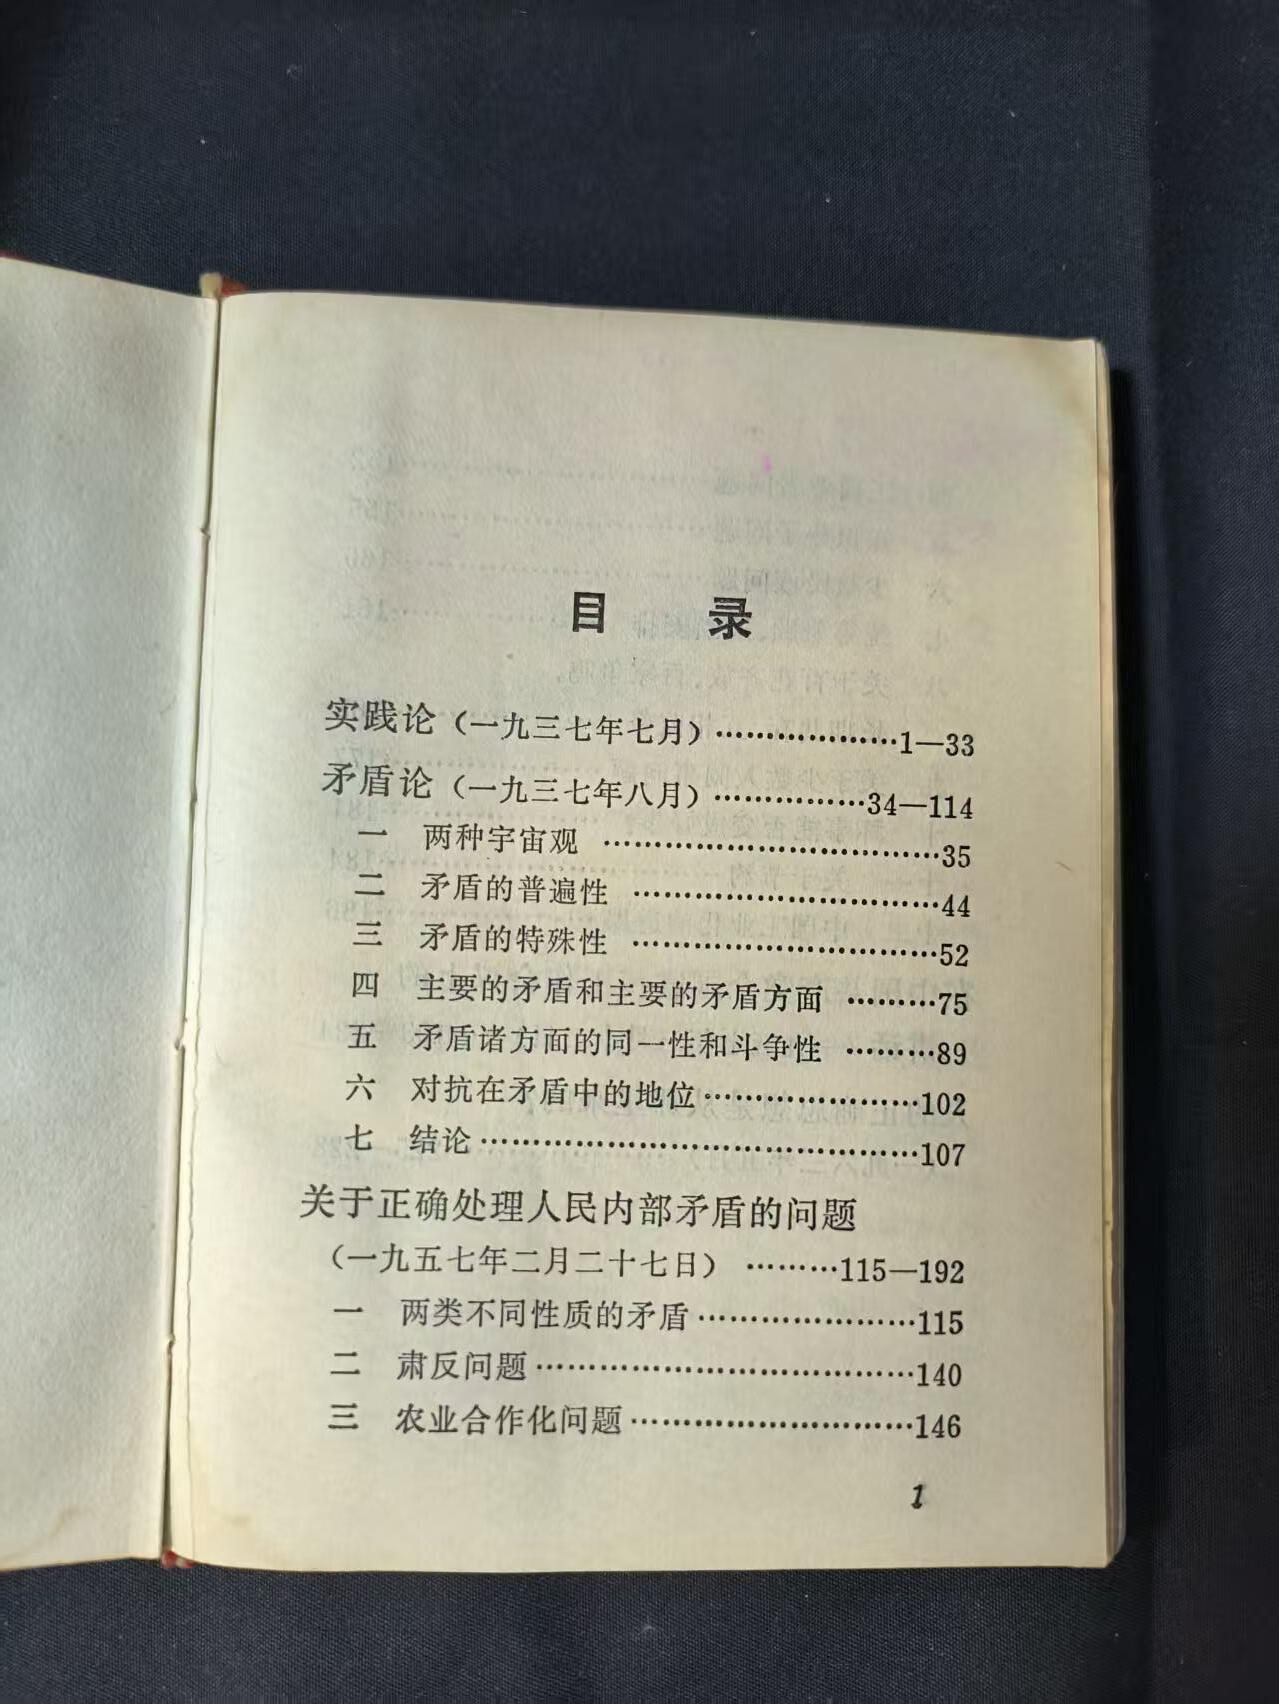 目 录
实践论（一九三七年七月）………………1—33
矛盾论（一九三七年八月）……………34—114
一 两种宇宙观 ……………………………35
二 矛盾的普遍性 …………………………44
三 矛盾的特殊性 …………………………52
四 主要的矛盾和主要的矛盾方面 ………75
五 矛盾诸方面的同一性和斗争性 ………89
六 对抗在矛盾中的地位…………………102
七 结论……………………………………107
关于正确处理人民内部矛盾的问题
（一九五七年二月二十七日） ………115—192
一 两类不同性质的矛盾…………………115
二 肃反问题………………………………140
三 农业合作化问题………………………146
1